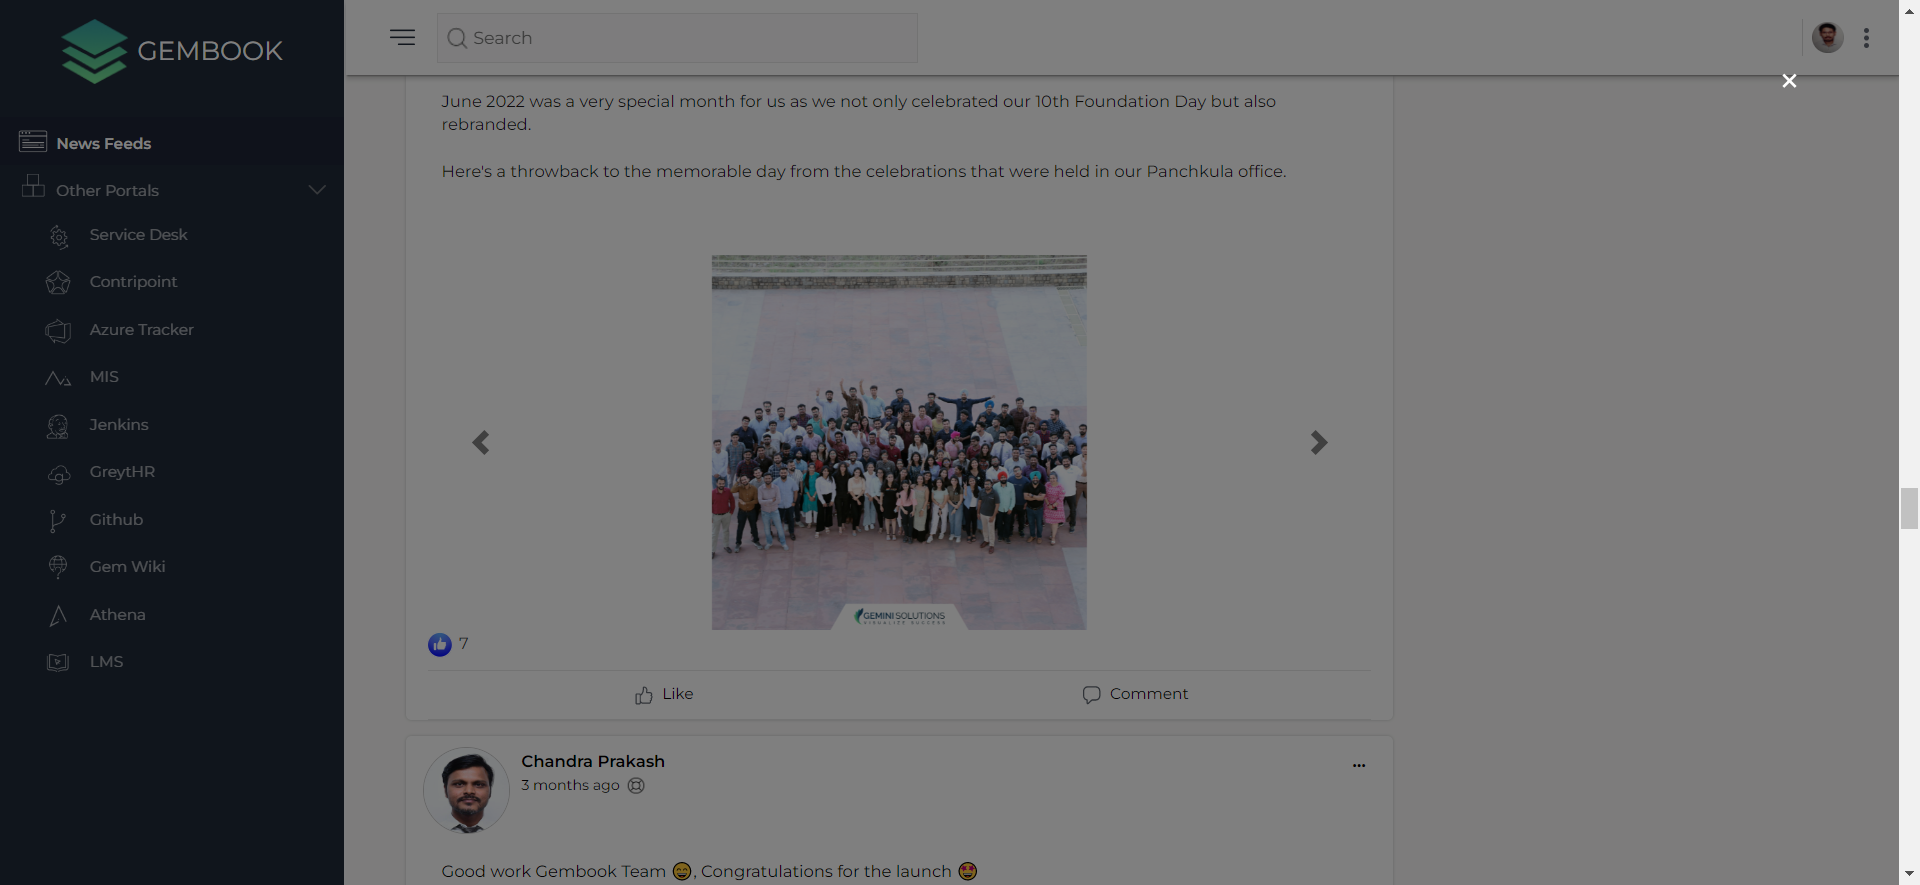 GEMBOOK
Search
News Feeds
Other Portals
Service Desk
Contripoint
Azure Tracker
MIS
Jenkins
GreytHR
Github
Gem Wiki
Athena
LMS
June 2022 was a very special month for us as we not only celebrated our 10th Foundation Day but also
rebranded.
Here's a throwback to the memorable day from the celebrations that were held in our Panchkula office.
GEMINI SOLUTIONS
VISUALIZE SUCCESS
7
Like
Comment
Chandra Prakash
3 months ago
Good work Gembook Team 😄, Congratulations for the launch 🤩